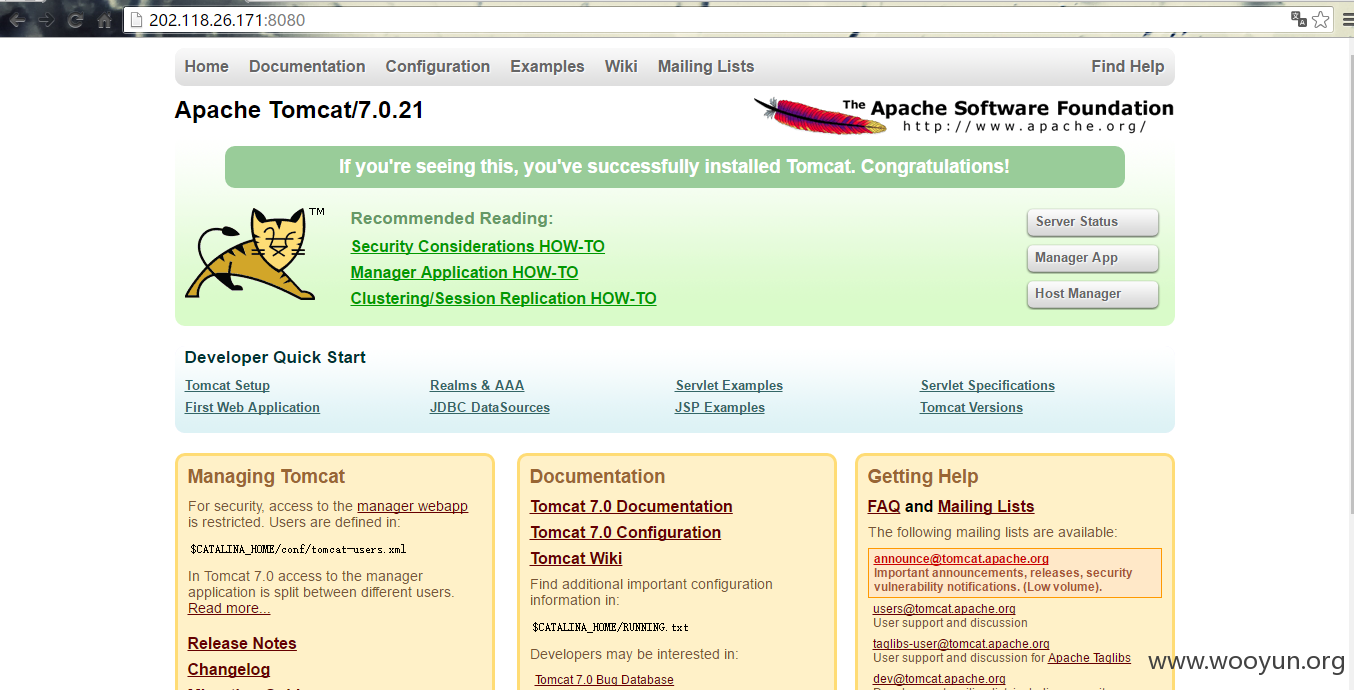 202.118.26.171:8080
Home Documentation Configuration Examples Wiki Mailing Lists Find Help
Apache Tomcat/7.0.21
The Apache Software Foundation
http://www.apache.org/
If you're seeing this, you've successfully installed Tomcat. Congratulations!
TM
Recommended Reading:
Security Considerations HOW-TO
Manager Application HOW-TO
Clustering/Session Replication HOW-TO
Server Status
Manager App
Host Manager
Developer Quick Start
Tomcat Setup
First Web Application
Realms & AAA
JDBC DataSources
Servlet Examples
JSP Examples
Servlet Specifications
Tomcat Versions
Managing Tomcat
For security, access to the manager webapp
is restricted. Users are defined in:
$CATALINA_HOME/conf/tomcat-users.xml
In Tomcat 7.0 access to the manager
application is split between different users.
Read more...
Release Notes
Changelog
Documentation
Tomcat 7.0 Documentation
Tomcat 7.0 Configuration
Tomcat Wiki
Find additional important configuration
information in:
$CATALINA_HOME/RUNNING.txt
Developers may be interested in:
Tomcat 7.0 Bug Database
Getting Help
FAQ and Mailing Lists
The following mailing lists are available:
announce@tomcat.apache.org
Important announcements, releases, security
vulnerability notifications. (Low volume).
users@tomcat.apache.org
User support and discussion
taglibs-user@tomcat.apache.org
User support and discussion for Apache Taglibs
dev@tomcat.apache.org
www.wooyun.org